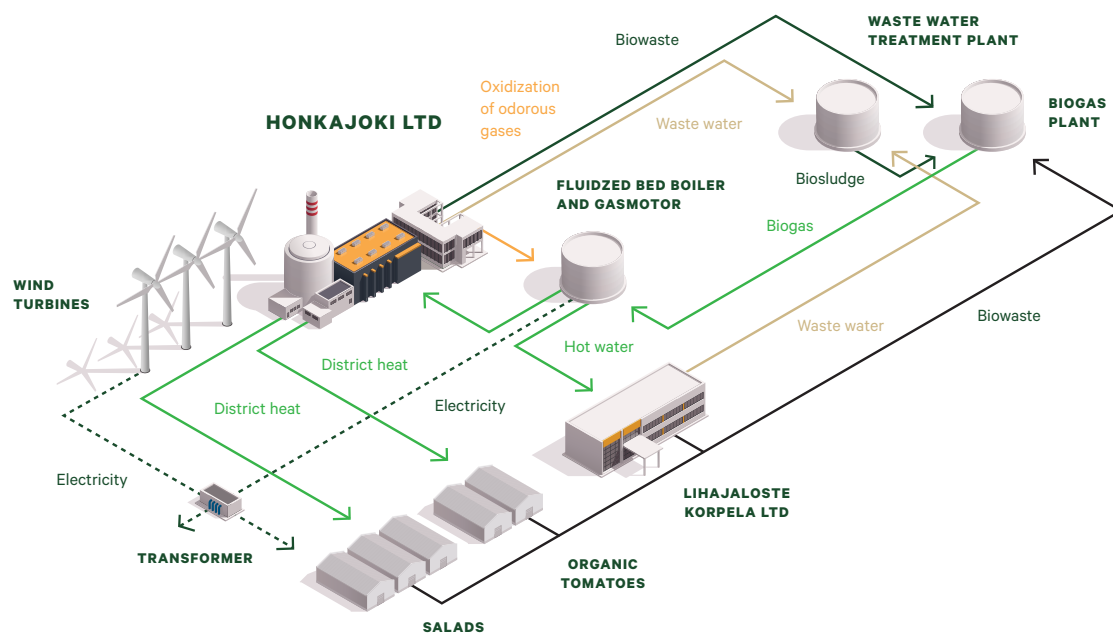 WASTE WATER
TREATMENT PLANT
Biowaste
Oxidization
of odorous
gases
BIOGAS
PLANT
HONKAJOKI LTD
Waste water
Biosludge
FLUIDZED BED BOILER
AND GASMOTOR
Biogas
WIND
TURBINES
Waste water
Biowaste
Hot water
District heat
District heat
Electricity
Electricity
LIHAJALOSTE
KORPELA LTD
TRANSFORMER
ORGANIC
TOMATOES
SALADS